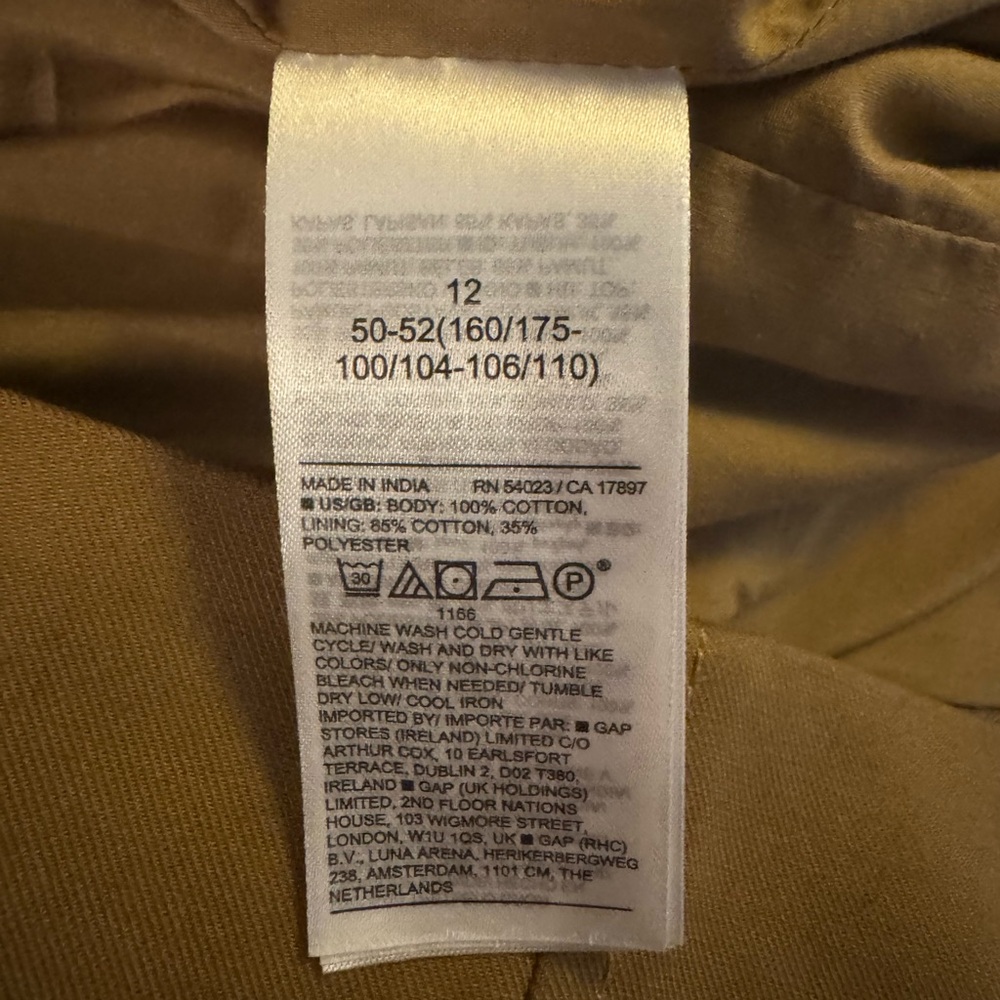 12
50-52(160/175-
100/104-106/110)
MADE IN INDIA RN 54023 / CA 17897
■ US/GB: BODY: 100% COTTON,
LINING: 65% COTTON, 35%
POLYESTER
30 P®
1166
MACHINE WASH COLD GENTLE
CYCLE/ WASH AND DRY WITH LIKE
COLORS/ ONLY NON-CHLORINE
BLEACH WHEN NEEDED/ TUMBLE
DRY LOW/ COOL IRON
IMPORTED BY/ IMPORTE PAR: ■ GAP
STORES (IRELAND) LIMITED C/O
ARTHUR COX, 10 EARLSFORT
TERRACE, DUBLIN 2, D02 T380,
IRELAND ■ GAP (UK HOLDINGS)
LIMITED, 2ND FLOOR NATIONS
HOUSE, 103 WIGMORE STREET,
LONDON, W1U 1QS, UK ■ GAP (RHC)
B.V., LUNA ARENA, HERIKERBERGWEG
238, AMSTERDAM, 1101 CM, THE
NETHERLANDS